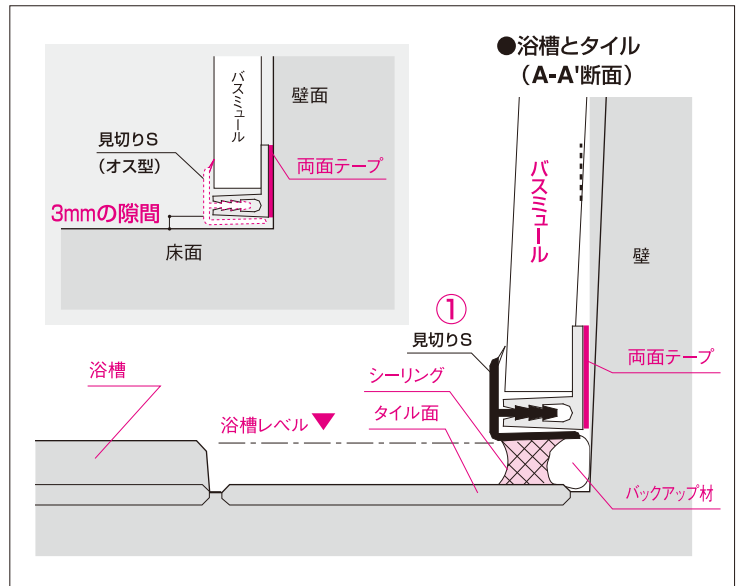 ●浴槽とタイル
（A-A'断面）
バスミュール
壁面
見切りS
（オス型）
両面テープ
3mmの隙間
床面
バスミュール
壁
①
見切りS
両面テープ
シーリング
浴槽
タイル面
浴槽レベル▼
バックアップ材